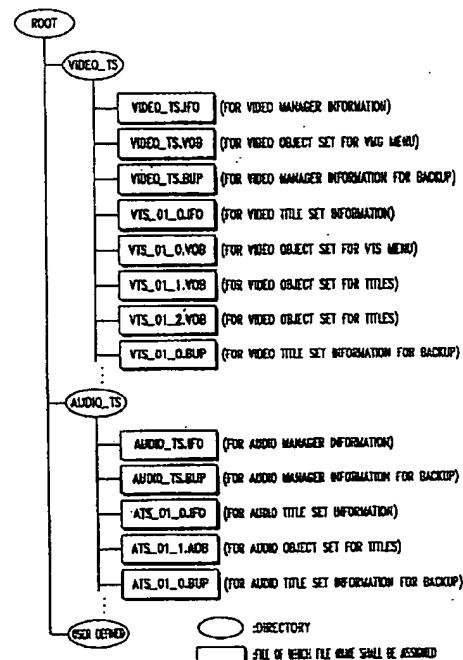 ROOT
VIDEO_TS
VIDEO_TS.IFO (FOR VIDEO MANAGER INFORMATION)
VIDEO_TS.VOB (FOR VIDEO OBJECT SET FOR VMG MENU)
VIDEO_TS.BUP (FOR VIDEO MANAGER INFORMATION FOR BACKUP)
VTS_01_0.IFO (FOR VIDEO TITLE SET INFORMATION)
VTS_01_0.VOB (FOR VIDEO OBJECT SET FOR VTS MENU)
VTS_01_1.VOB (FOR VIDEO OBJECT SET FOR TITLES)
VTS_01_2.VOB (FOR VIDEO OBJECT SET FOR TITLES)
VTS_01_0.BUP (FOR VIDEO TITLE SET INFORMATION FOR BACKUP)
AUDIO_TS
AUDIO_TS.IFO (FOR AUDIO MANAGER INFORMATION)
AUDIO_TS.BUP (FOR AUDIO MANAGER INFORMATION FOR BACKUP)
ATS_01_0.IFO (FOR AUDIO TITLE SET INFORMATION)
ATS_01_1.AOB (FOR AUDIO OBJECT SET FOR TITLES)
ATS_01_0.BUP (FOR AUDIO TITLE SET INFORMATION FOR BACKUP)
USER DEFINED
:DIRECTORY
:FILE OF WHICH FILE NAME SHALL BE ASSIGNED